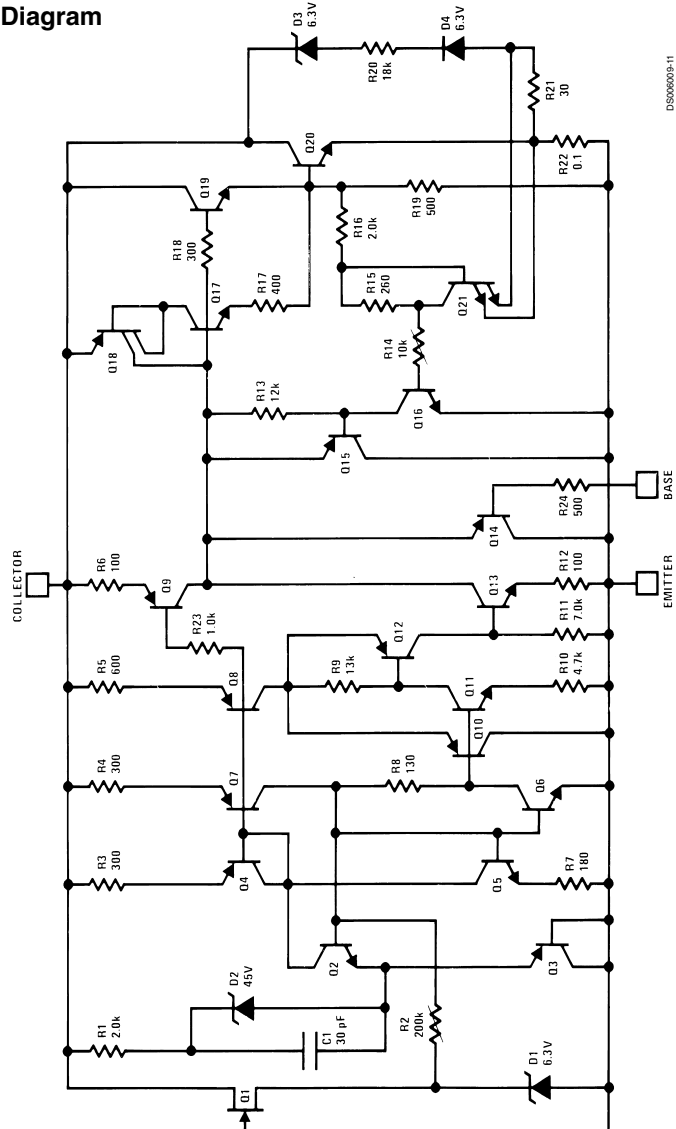 Diagram
COLLECTOR
R1
2.0k
R3
300
R4
300
R5
600
R6
100
Q18
R18
300
Q19
D3
6.3V
R20
18k
D4
6.3V
D2
45V
Q1
C1
30 pF
Q4
Q7
Q8
R23
1.0k
Q9
R13
12k
Q17
R17
400
Q20
R21
30
Q2
R2
200k
R8
130
R9
13k
Q12
Q15
R14
10k
R15
260
R16
2.0k
R19
500
R22
0.1
Q5
Q6
Q10
Q11
Q13
Q14
Q16
Q21
D1
6.3V
Q3
R7
180
R10
4.7k
R11
7.0k
R12
100
R24
500
EMITTER
BASE
DS006009-11